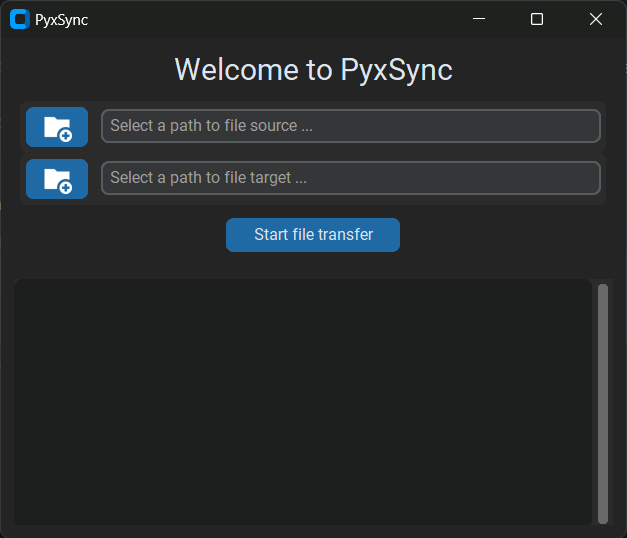 PyxSync
Welcome to PyxSync
Select a path to file source ...
Select a path to file target ...
Start file transfer